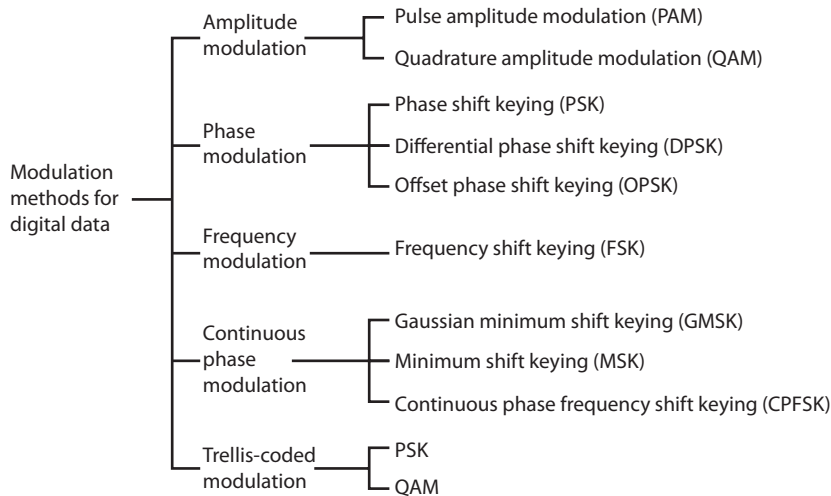 Modulation
methods for
digital data
Amplitude
modulation
Pulse amplitude modulation (PAM)
Quadrature amplitude modulation (QAM)
Phase
modulation
Phase shift keying (PSK)
Differential phase shift keying (DPSK)
Offset phase shift keying (OPSK)
Frequency
modulation
Frequency shift keying (FSK)
Continuous
phase
modulation
Gaussian minimum shift keying (GMSK)
Minimum shift keying (MSK)
Continuous phase frequency shift keying (CPFSK)
Trellis-coded
modulation
PSK
QAM